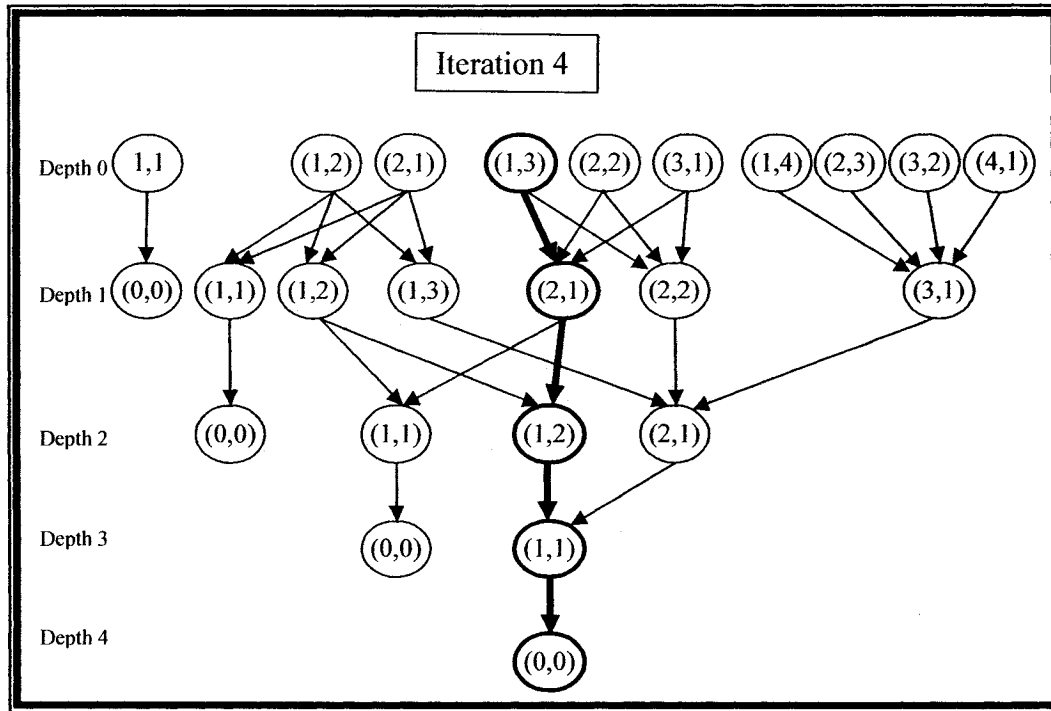 Iteration 4
Depth 0 1,1 (1,2) (2,1) (1,3) (2,2) (3,1) (1,4) (2,3) (3,2) (4,1)
Depth 1 (0,0) (1,1) (1,2) (1,3) (2,1) (2,2) (3,1)
Depth 2 (0,0) (1,1) (1,2) (2,1)
Depth 3 (0,0) (1,1)
Depth 4 (0,0)